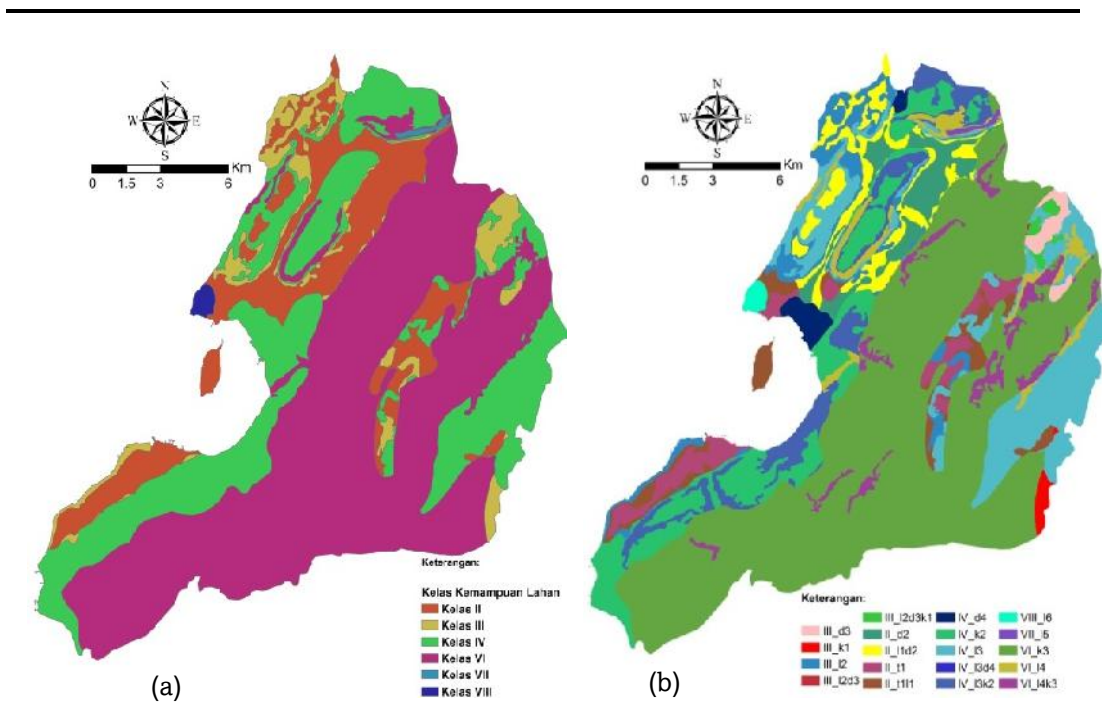 N
W E
S
Km
0 1.5 3 6
Keterangan:
Kelas Kemampuan Lahan
Kelas II
Kelas III
Kelas IV
Kelas VI
Kelas VII
Kelas VIII
(a)
N
W E
S
Km
0 1.5 3 6
Keterangan:
III_d3
III_k1
III_l2
III_l2d3
III_l2d3k1
II_d2
II_l1d2
II_t1
II_t1l1
IV_d4
IV_k2
IV_l3
IV_l3d4
IV_l3k2
VIII_l6
VII_l5
VI_k3
VI_l4
VI_l4k3
(b)